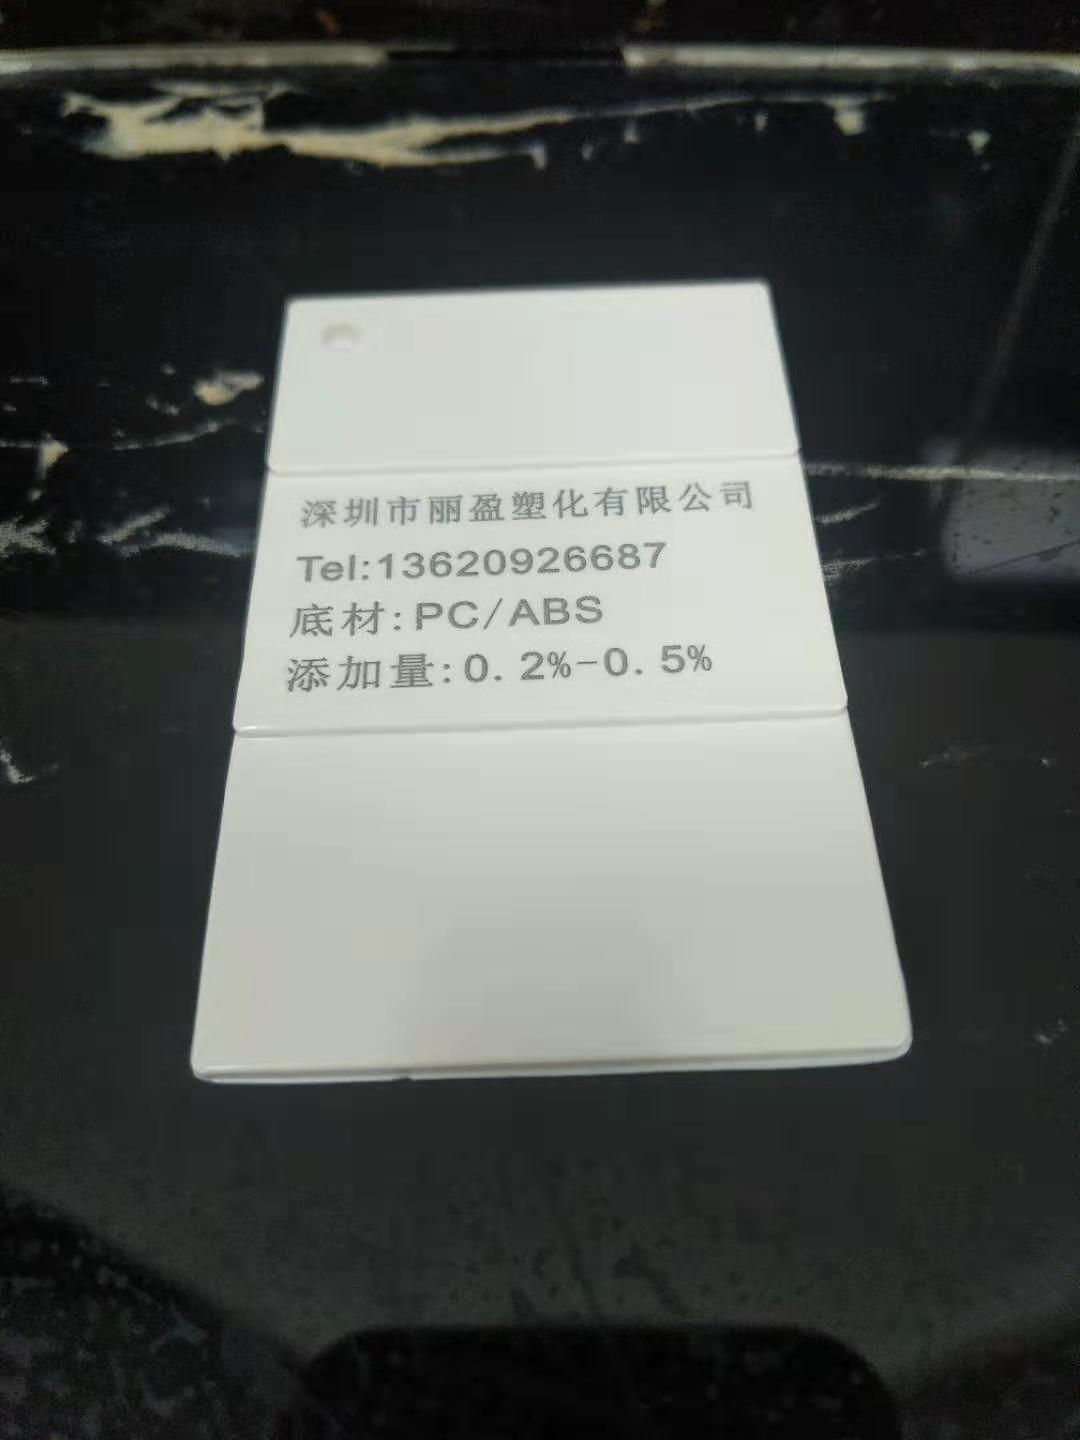 深圳市丽盈塑化有限公司
Tel:13620926687
底材:PC/ABS
添加量:0.2%-0.5%